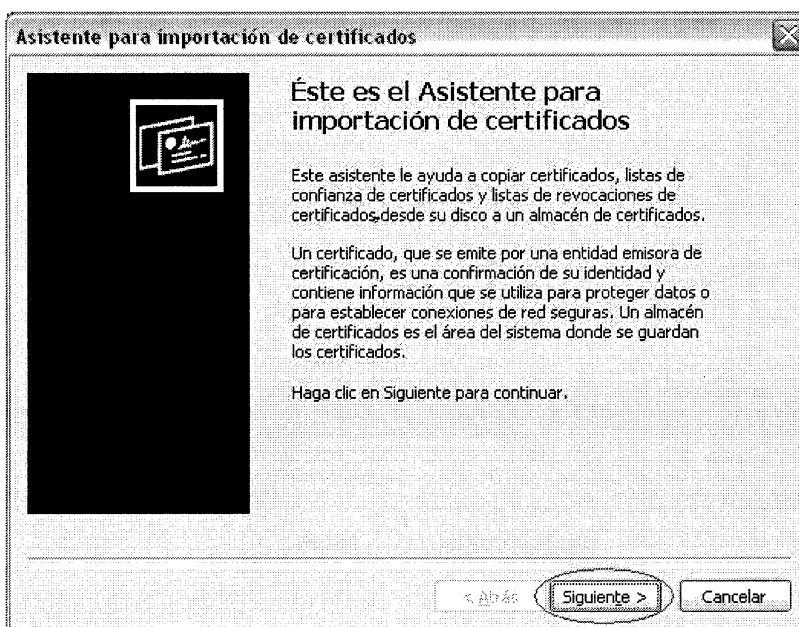 Asistente para importación de certificados
Éste es el Asistente para
importación de certificados
Este asistente le ayuda a copiar certificados, listas de
confianza de certificados y listas de revocaciones de
certificados,desde su disco a un almacén de certificados.
Un certificado, que se emite por una entidad emisora de
certificación, es una confirmación de su identidad y
contiene información que se utiliza para proteger datos o
para establecer conexiones de red seguras. Un almacén
de certificados es el área del sistema donde se guardan
los certificados.
Haga clic en Siguiente para continuar.
< Atrás Siguiente > Cancelar